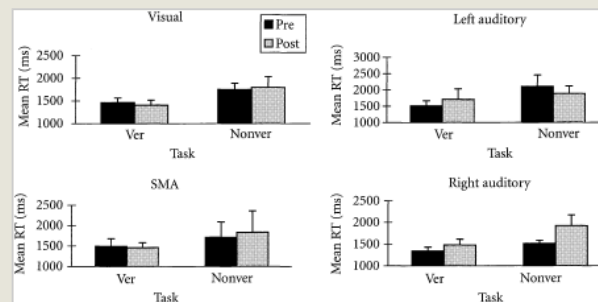 Visual
Pre
Post
Mean RT (ms)
2500
2000
1500
1000
Ver
Nonver
Task
Left auditory
Mean RT (ms)
3000
2500
2000
1500
1000
Ver
Nonver
Task
SMA
Mean RT (ms)
2500
2000
1500
1000
Ver
Nonver
Task
Right auditory
Mean RT (ms)
2500
2000
1500
1000
Ver
Nonver
Task